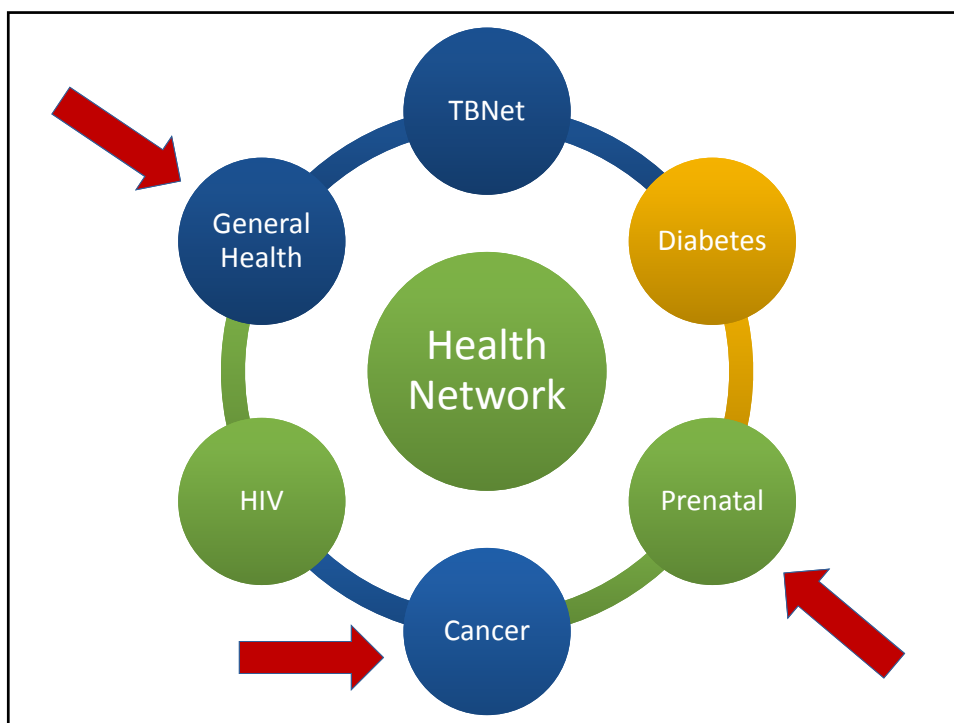 TBNet
General
Health
Diabetes
Health
Network
HIV
Prenatal
Cancer